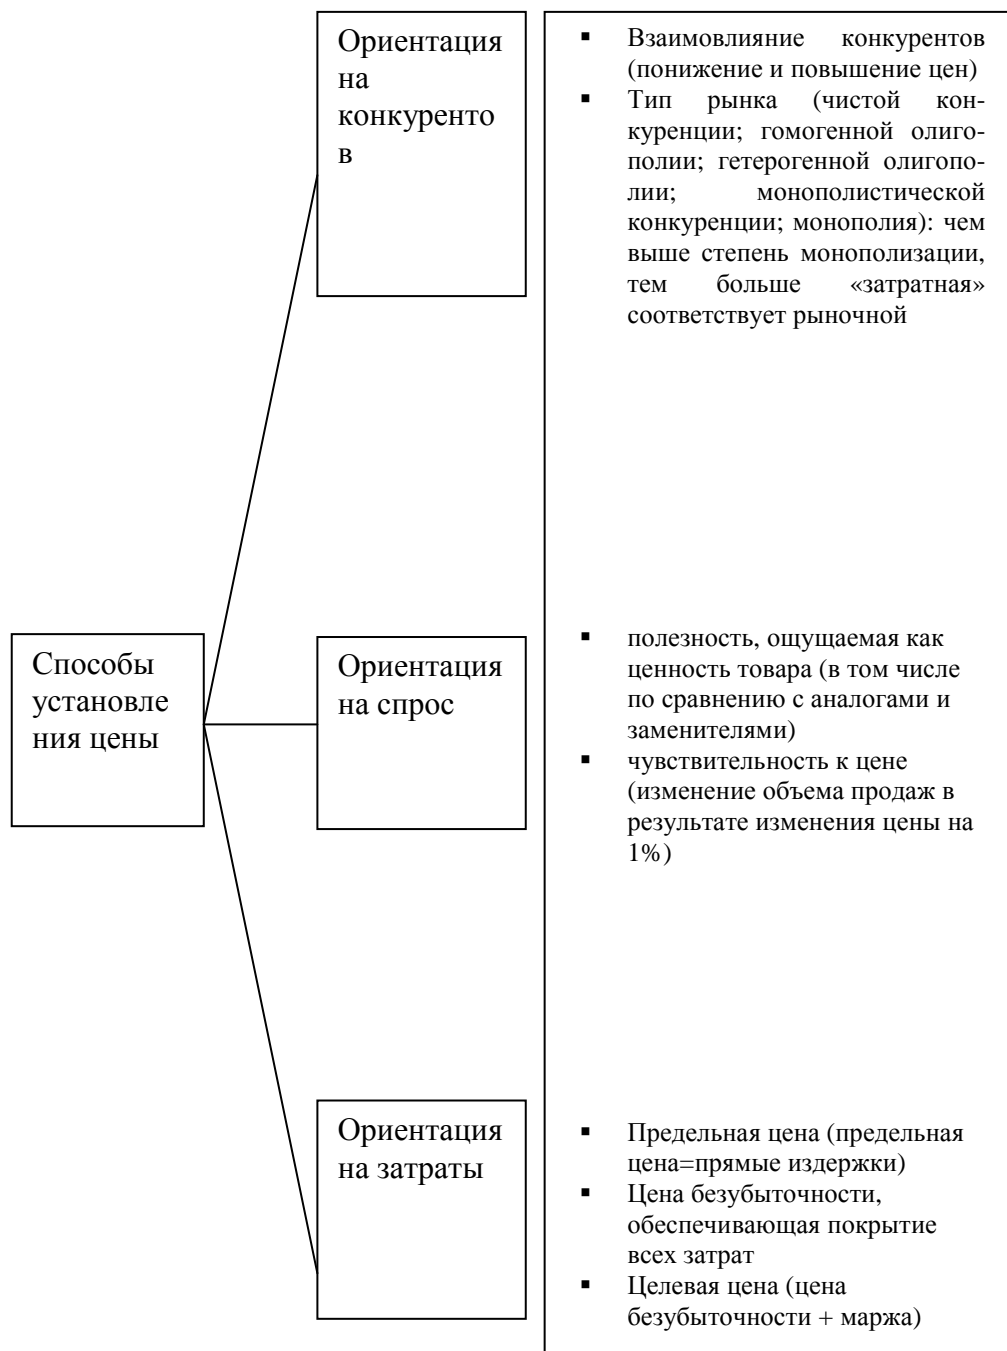 Ориентация
на
конкуренто
в
▪ Взаимовлияние конкурентов
(понижение и повышение цен)
▪ Тип рынка (чистой кон-
куренции; гомогенной олиго-
полии; гетерогенной олигопо-
лии; монополистической
конкуренции; монополия): чем
выше степень монополизации,
тем больше «затратная»
соответствует рыночной
Способы
установле
ния цены
Ориентация
на спрос
▪ полезность, ощущаемая как
ценность товара (в том числе
по сравнению с аналогами и
заменителями)
▪ чувствительность к цене
(изменение объема продаж в
результате изменения цены на
1%)
Ориентация
на затраты
▪ Предельная цена (предельная
цена=прямые издержки)
▪ Цена безубыточности,
обеспечивающая покрытие
всех затрат
▪ Целевая цена (цена
безубыточности + маржа)